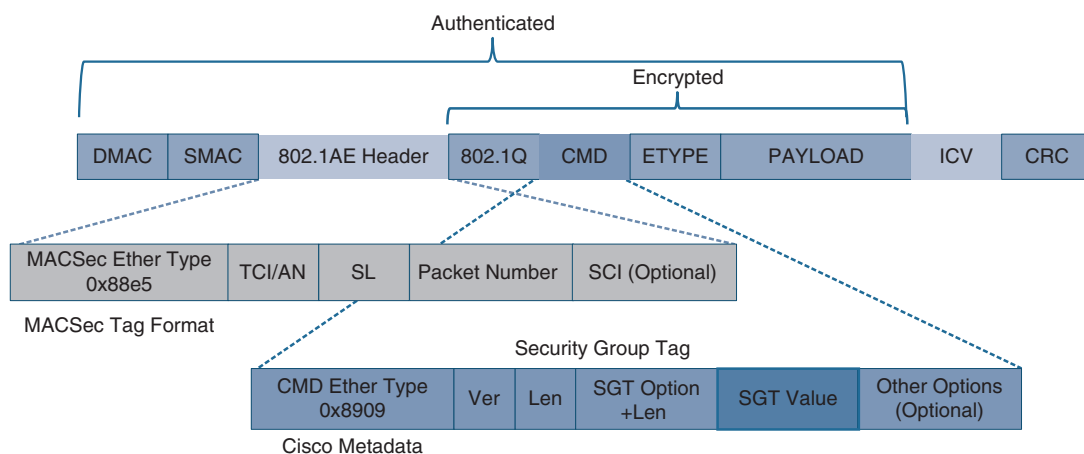 Authenticated
Encrypted
DMAC SMAC 802.1AE Header 802.1Q CMD ETYPE PAYLOAD ICV CRC
MACSec Ether Type
0x88e5
TCI/AN SL Packet Number SCI (Optional)
MACSec Tag Format
Security Group Tag
CMD Ether Type
0x8909
Ver Len
SGT Option
+Len
SGT Value
Other Options
(Optional)
Cisco Metadata